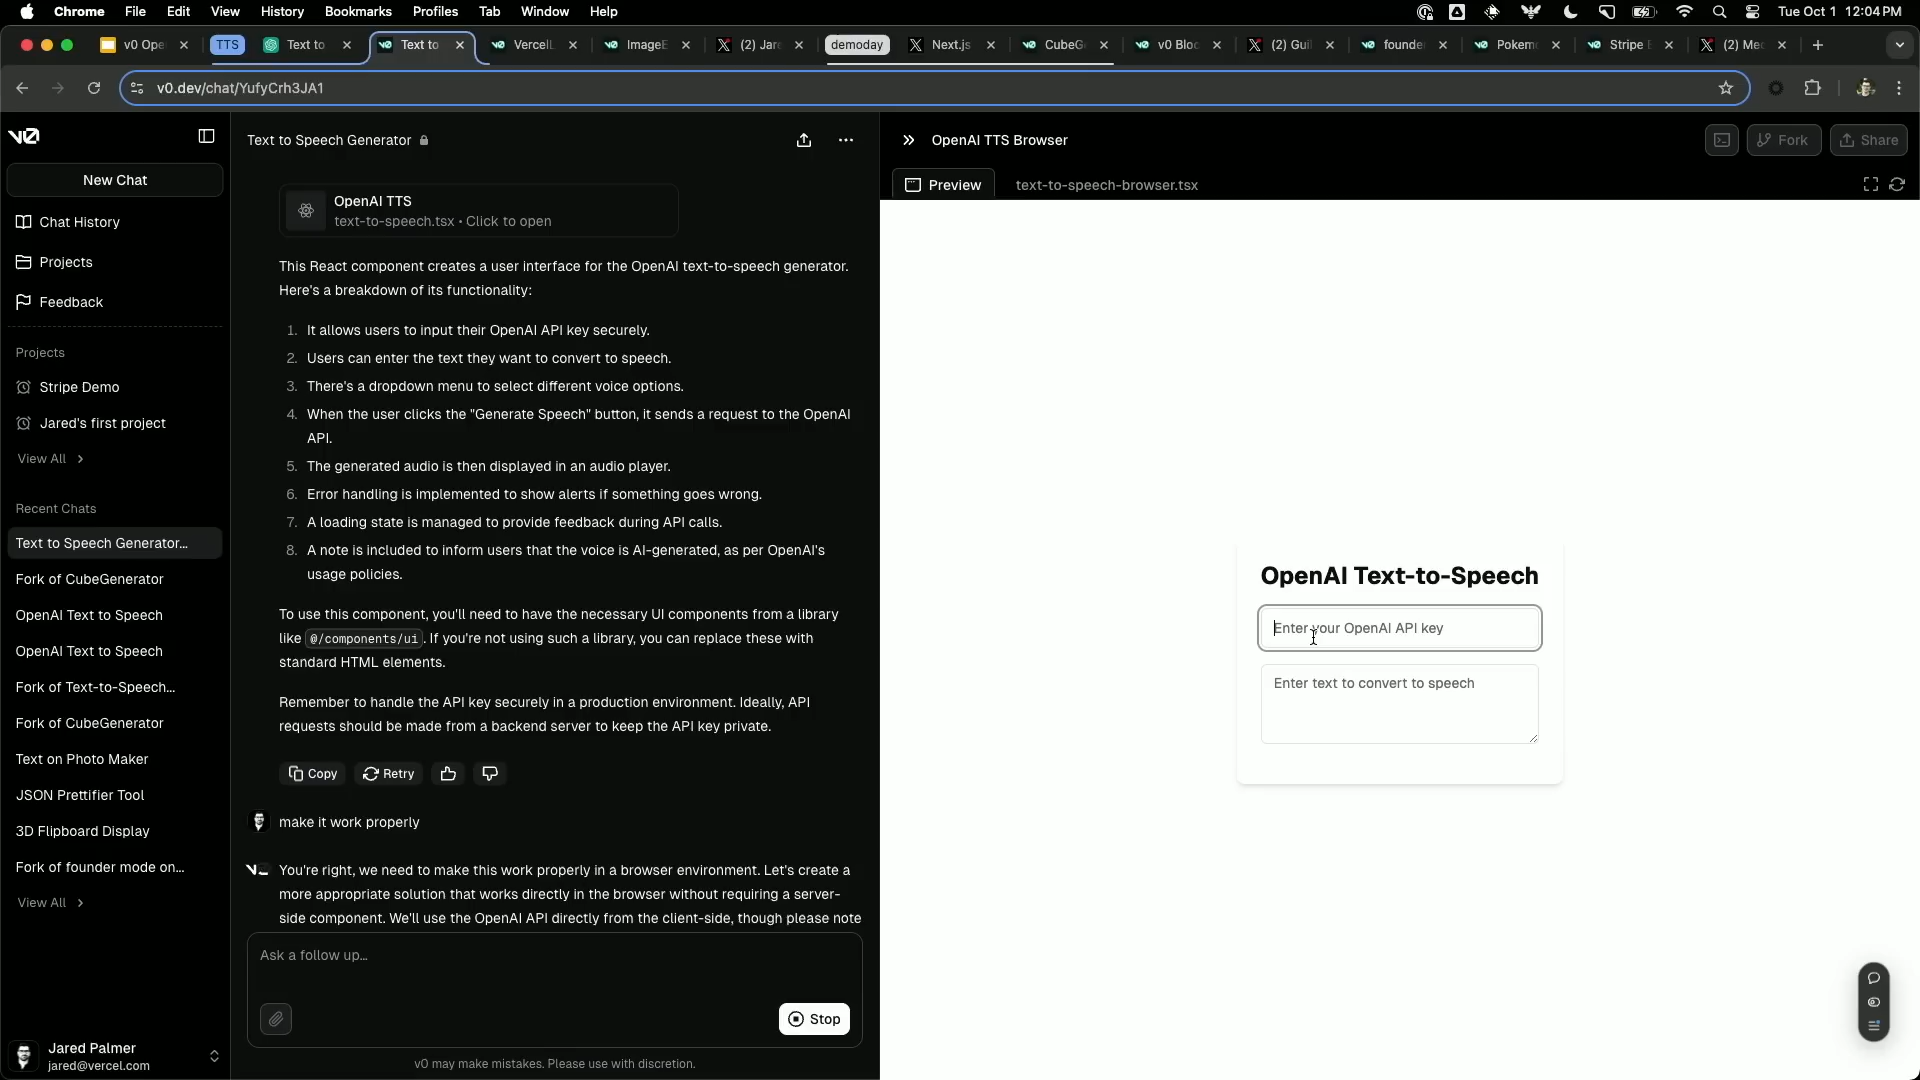 Chrome File Edit View History Bookmarks Profiles Tab Window Help
Tue Oct 1 12:04 PM
v0 Ope
TTS
Text to
Text to
VercelL
ImageE
(2) Jare
demoday
Next.js
CubeG
v0 Bloc
(2) Gui
founde
Pokem
Stripe E
(2) Med
v0.dev/chat/YufyCrh3JA1
New Chat
Chat History
Projects
Feedback
Projects
Stripe Demo
Jared's first project
View All
Recent Chats
Text to Speech Generator...
Fork of CubeGenerator
OpenAI Text to Speech
OpenAI Text to Speech
Fork of Text-to-Speech...
Fork of CubeGenerator
Text on Photo Maker
JSON Prettifier Tool
3D Flipboard Display
Fork of founder mode on...
View All
Jared Palmer
jared@vercel.com
Text to Speech Generator
OpenAI TTS
text-to-speech.tsx • Click to open
This React component creates a user interface for the OpenAI text-to-speech generator.
Here's a breakdown of its functionality:
1. It allows users to input their OpenAI API key securely.
2. Users can enter the text they want to convert to speech.
3. There's a dropdown menu to select different voice options.
4. When the user clicks the "Generate Speech" button, it sends a request to the OpenAI
API.
5. The generated audio is then displayed in an audio player.
6. Error handling is implemented to show alerts if something goes wrong.
7. A loading state is managed to provide feedback during API calls.
8. A note is included to inform users that the voice is AI-generated, as per OpenAI's
usage policies.
To use this component, you'll need to have the necessary UI components from a library
like @/components/ui . If you're not using such a library, you can replace these with
standard HTML elements.
Remember to handle the API key securely in a production environment. Ideally, API
requests should be made from a backend server to keep the API key private.
Copy Retry
make it work properly
You're right, we need to make this work properly in a browser environment. Let's create a
more appropriate solution that works directly in the browser without requiring a server-
side component. We'll use the OpenAI API directly from the client-side, though please note
Ask a follow up...
Stop
v0 may make mistakes. Please use with discretion.
OpenAI TTS Browser
Fork
Share
Preview
text-to-speech-browser.tsx
OpenAI Text-to-Speech
Enter your OpenAI API key
Enter text to convert to speech